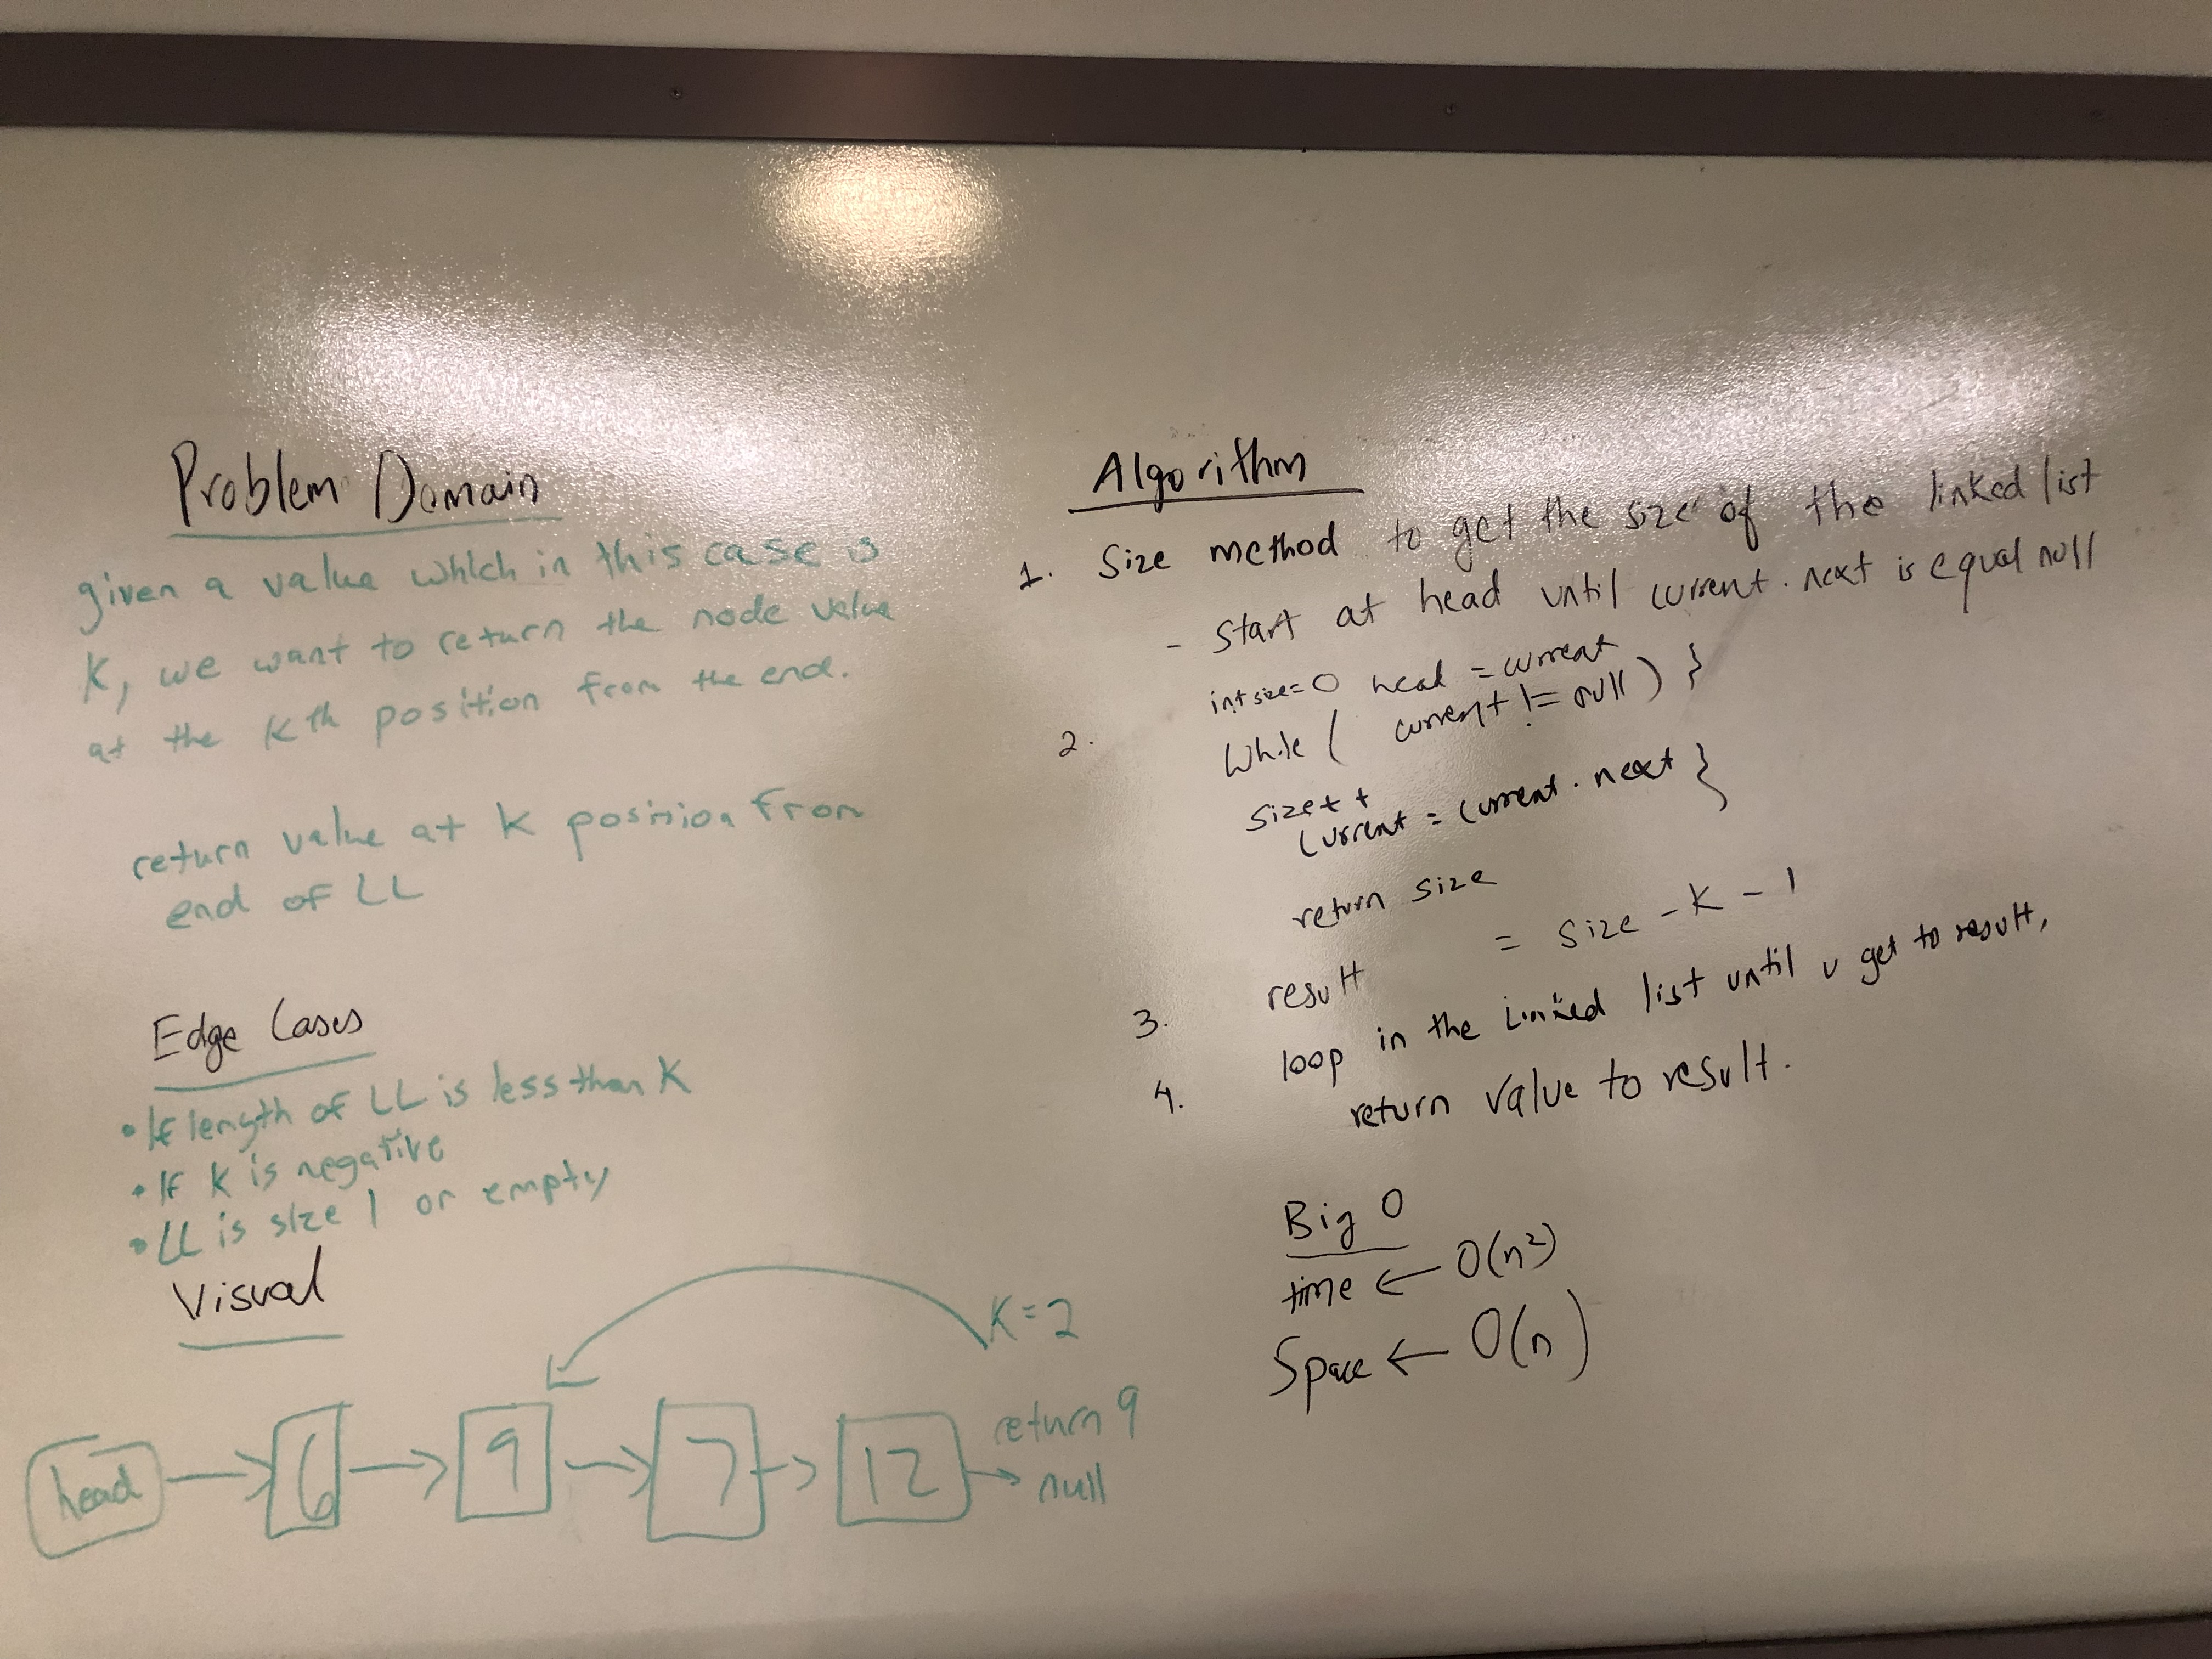 Problem Domain
given a value which in this case is
K, we want to return the node value
at the Kth position from the end.
return value at K posision from
end of LL
Edge Cases
• If length of LL is less than K
• If K is negative
• LL is size 1 or empty
Visual
K=2
return 9
head 6 9 7 12 null
Algorithm
1. Size method to get the size of the linked list
- Start at head until current.next is equal null
int size=0 head = current
2. While ( current != null) }
size++
current = current.next }
return size
3. result = size - K - 1
4. loop in the Linked list until u get to result,
return value to result.
Big O
time ← O(n²)
Space ← O(n)